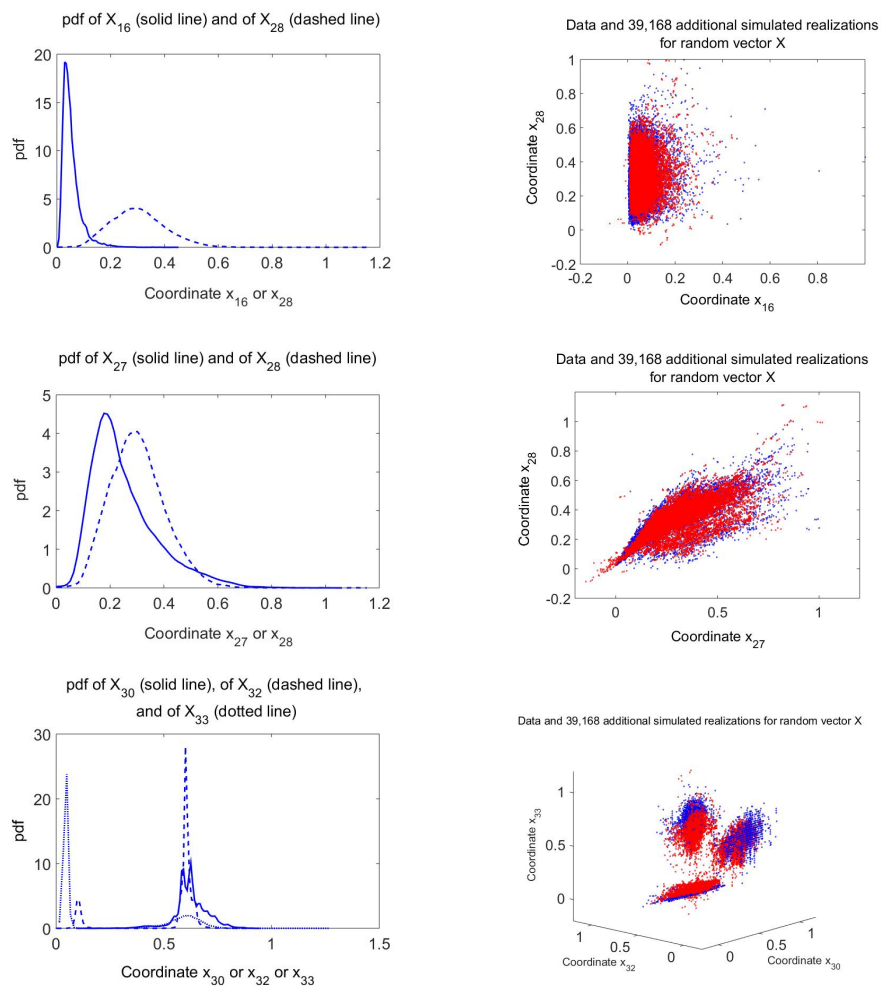 pdf of X16 (solid line) and of X28 (dashed line)
20
15
10
5
0
pdf
0 0.2 0.4 0.6 0.8 1 1.2
Coordinate x16 or x28
Data and 39,168 additional simulated realizations
for random vector X
1
0.8
0.6
0.4
0.2
0
-0.2
Coordinate x28
-0.2 0 0.2 0.4 0.6 0.8
Coordinate x16
pdf of X27 (solid line) and of X28 (dashed line)
5
4
3
2
1
0
pdf
0 0.2 0.4 0.6 0.8 1 1.2
Coordinate x27 or x28
Data and 39,168 additional simulated realizations
for random vector X
1
0.8
0.6
0.4
0.2
0
-0.2
Coordinate x28
0 0.5 1
Coordinate x27
pdf of X30 (solid line), of X32 (dashed line),
and of X33 (dotted line)
30
20
10
0
pdf
0 0.5 1 1.5
Coordinate x30 or x32 or x33
Data and 39,168 additional simulated realizations for random vector X
1
0.5
0
Coordinate x33
1 0.5 0
Coordinate x32
0 0.5 1
Coordinate x30